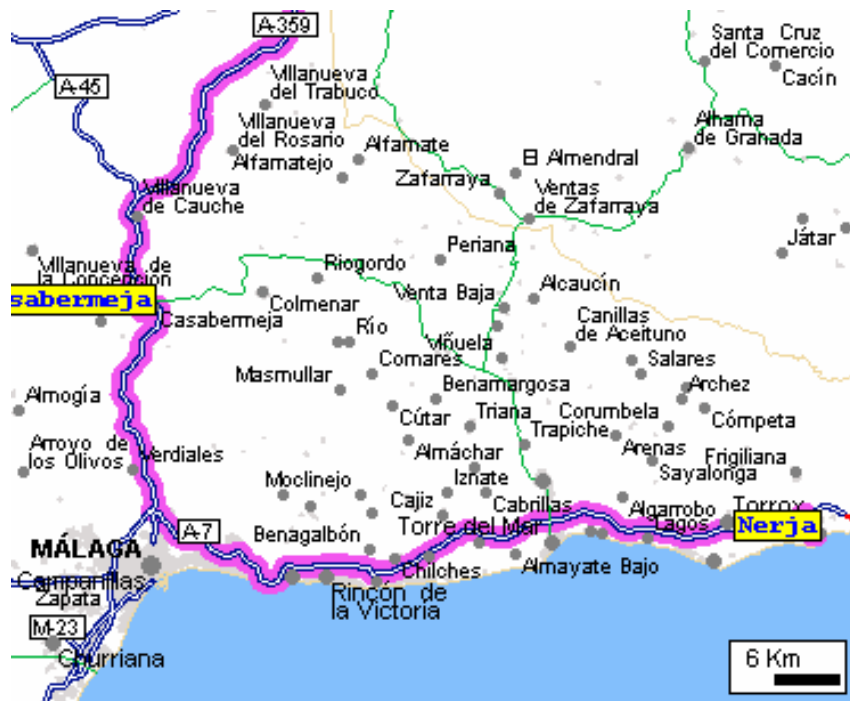 A-359
Santa Cruz
del Comercio
Cacín
A-45
Villanueva
del Trabuco
Villanueva
del Rosario
Alfamate
Alfamatejo
Alhama
de Granada
El Almendral
Zafarraya
Ventas
de Zafarraya
Villanueva
de Cauche
Játar
Periana
Villanueva de
la Concención
Riogordo
Alcaucín
Venta Baja
sabermeja
Colmenar
Casabermeja
Canillas
de Aceituno
Río
Viñuela
Comares
Salares
Masmullar
Benamargosa
Archez
Almogía
Cútar
Triana
Corumbela
Cómpeta
Trapiche
Arroyo de
los Olivos
Verdiales
Almáchar
Arenas
Frigiliana
Sayalonga
Moclinejo
Iznate
Cajiz
Cabrillas
Algarrobo
Torrox
A-7
Benagalbón
Torre del Mar
Lagos
Nerja
MÁLAGA
Campanillas
Chilches
Almayate Bajo
Zapata
Rincón de
la Victoria
M-23
Churriana
6 Km